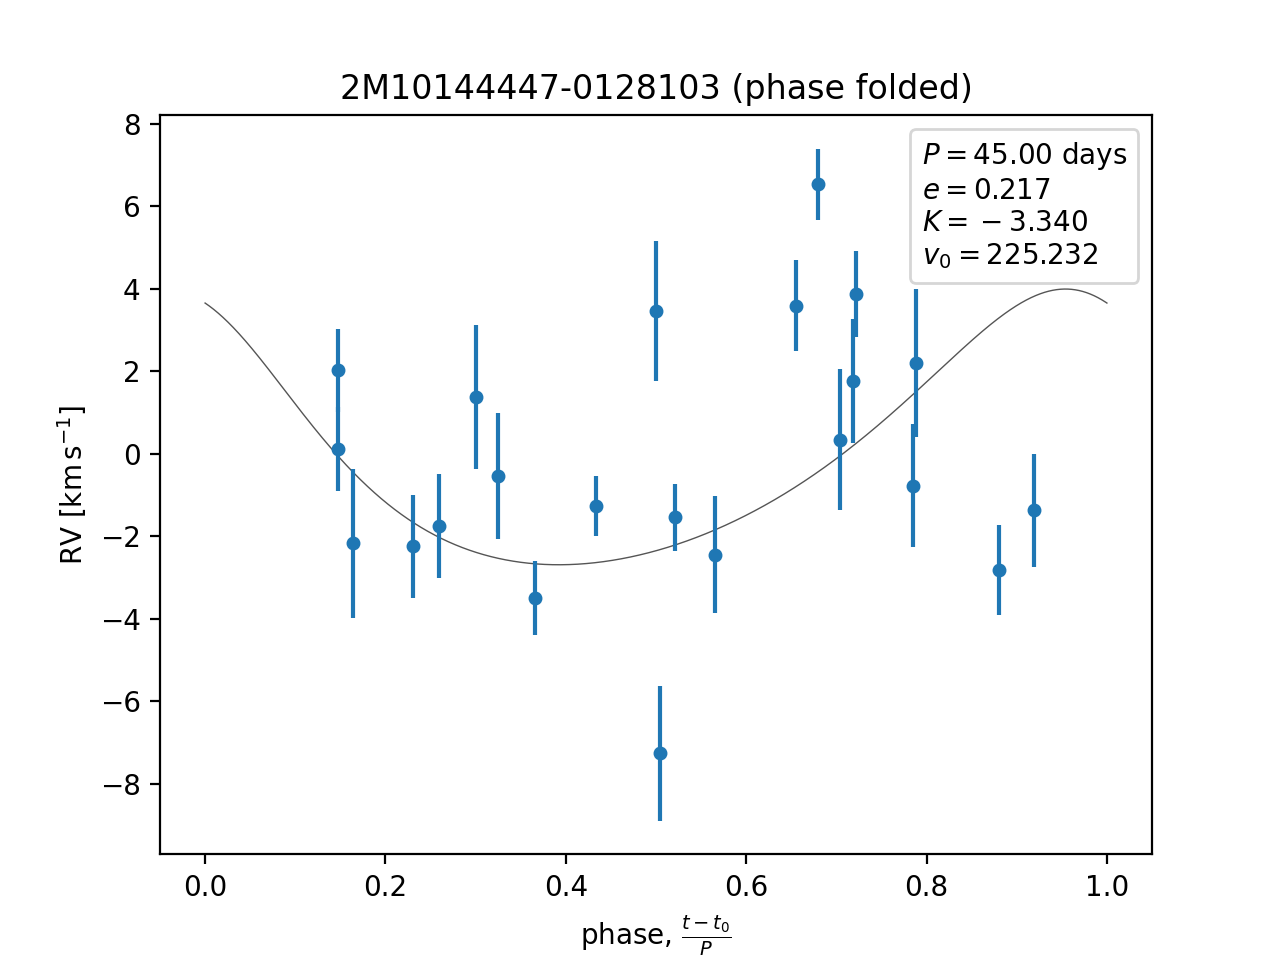 2M10144447-0128103 (phase folded)
P = 45.00 days
e = 0.217
K = −3.340
v₀ = 225.232
8
6
4
2
0
−2
−4
−6
−8
RV [km s⁻¹]
0.0 0.2 0.4 0.6 0.8 1.0
phase, (t − t₀)/P